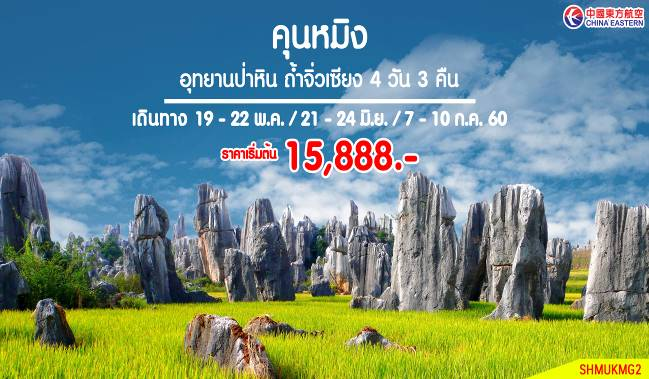 中國東方航空
CHINA EASTERN
คุนหมิง
อุทยานป่าหิน ถ้ำจิ่วเซียง 4 วัน 3 คืน
เดินทาง 19 - 22 พ.ค. / 21 - 24 มิ.ย. / 7 - 10 ก.ค. 60
ราคาเริ่มต้น 15,888.-
SHMUKMG2